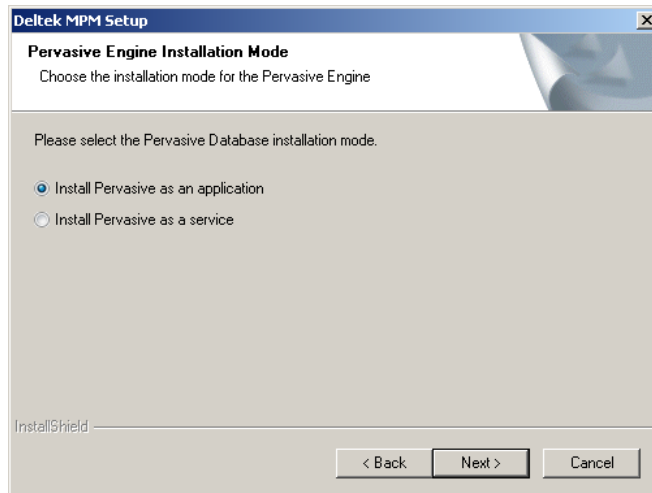 Deltek MPM Setup
Pervasive Engine Installation Mode
Choose the installation mode for the Pervasive Engine
Please select the Pervasive Database installation mode.
Install Pervasive as an application
Install Pervasive as a service
InstallShield
< Back
Next >
Cancel